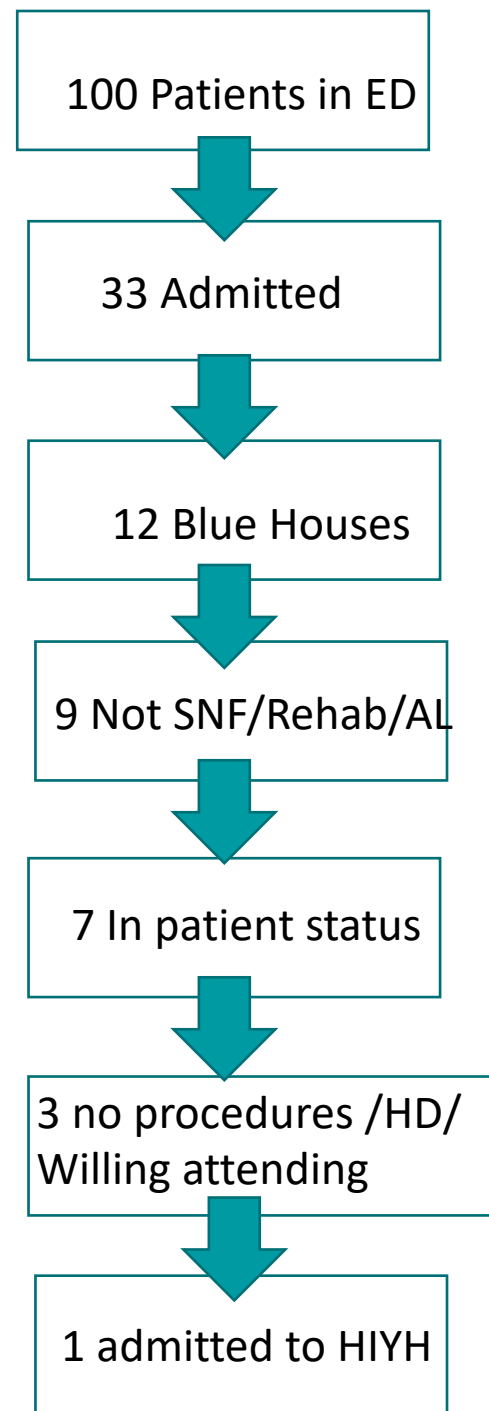 100 Patients in ED
33 Admitted
12 Blue Houses
9 Not SNF/Rehab/AL
7 In patient status
3 no procedures /HD/
Willing attending
1 admitted to HIYH